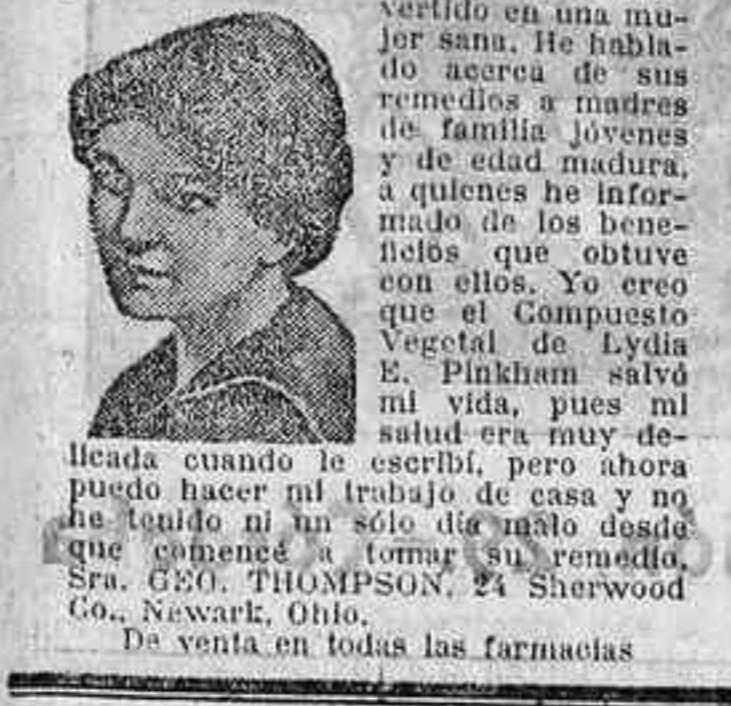 vertido en una mu-
jer sana. He habla-
do acerca de sus
remedios a madres
de familia jóvenes
y de edad madura,
a quienes he infor-
mado de los bene-
ficios que obtuve
con ellos. Yo creo
que el Compuesto
Vegetal de Lydia
E. Pinkham salvó
mi vida, pues mi
salud era muy de-
licada cuando le escribí, pero ahora
puedo hacer mi trabajo de casa y no
he tenido ni un sólo día malo desde
que comencé a tomar su remedio.
Sra. GEO. THOMPSON, 24 Sherwood
Co., Newark, Ohio.
De venta en todas las farmacias